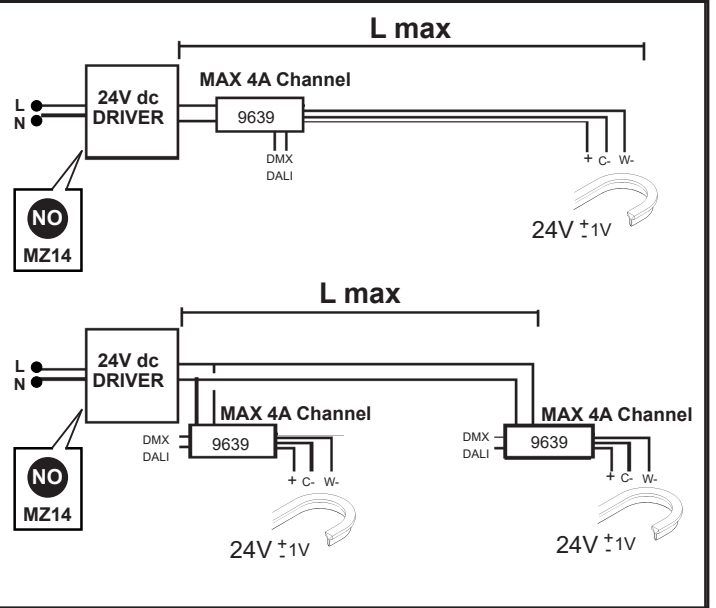 L max
MAX 4A Channel
24V dc
DRIVER
L
N
9639
DMX
DALI
+ C- W-
NO
MZ14
24V ±1V
L max
24V dc
DRIVER
L
N
MAX 4A Channel
MAX 4A Channel
DMX
DALI
9639
DMX
DALI
9639
+ C- W-
+ C- W-
NO
MZ14
24V ±1V
24V ±1V